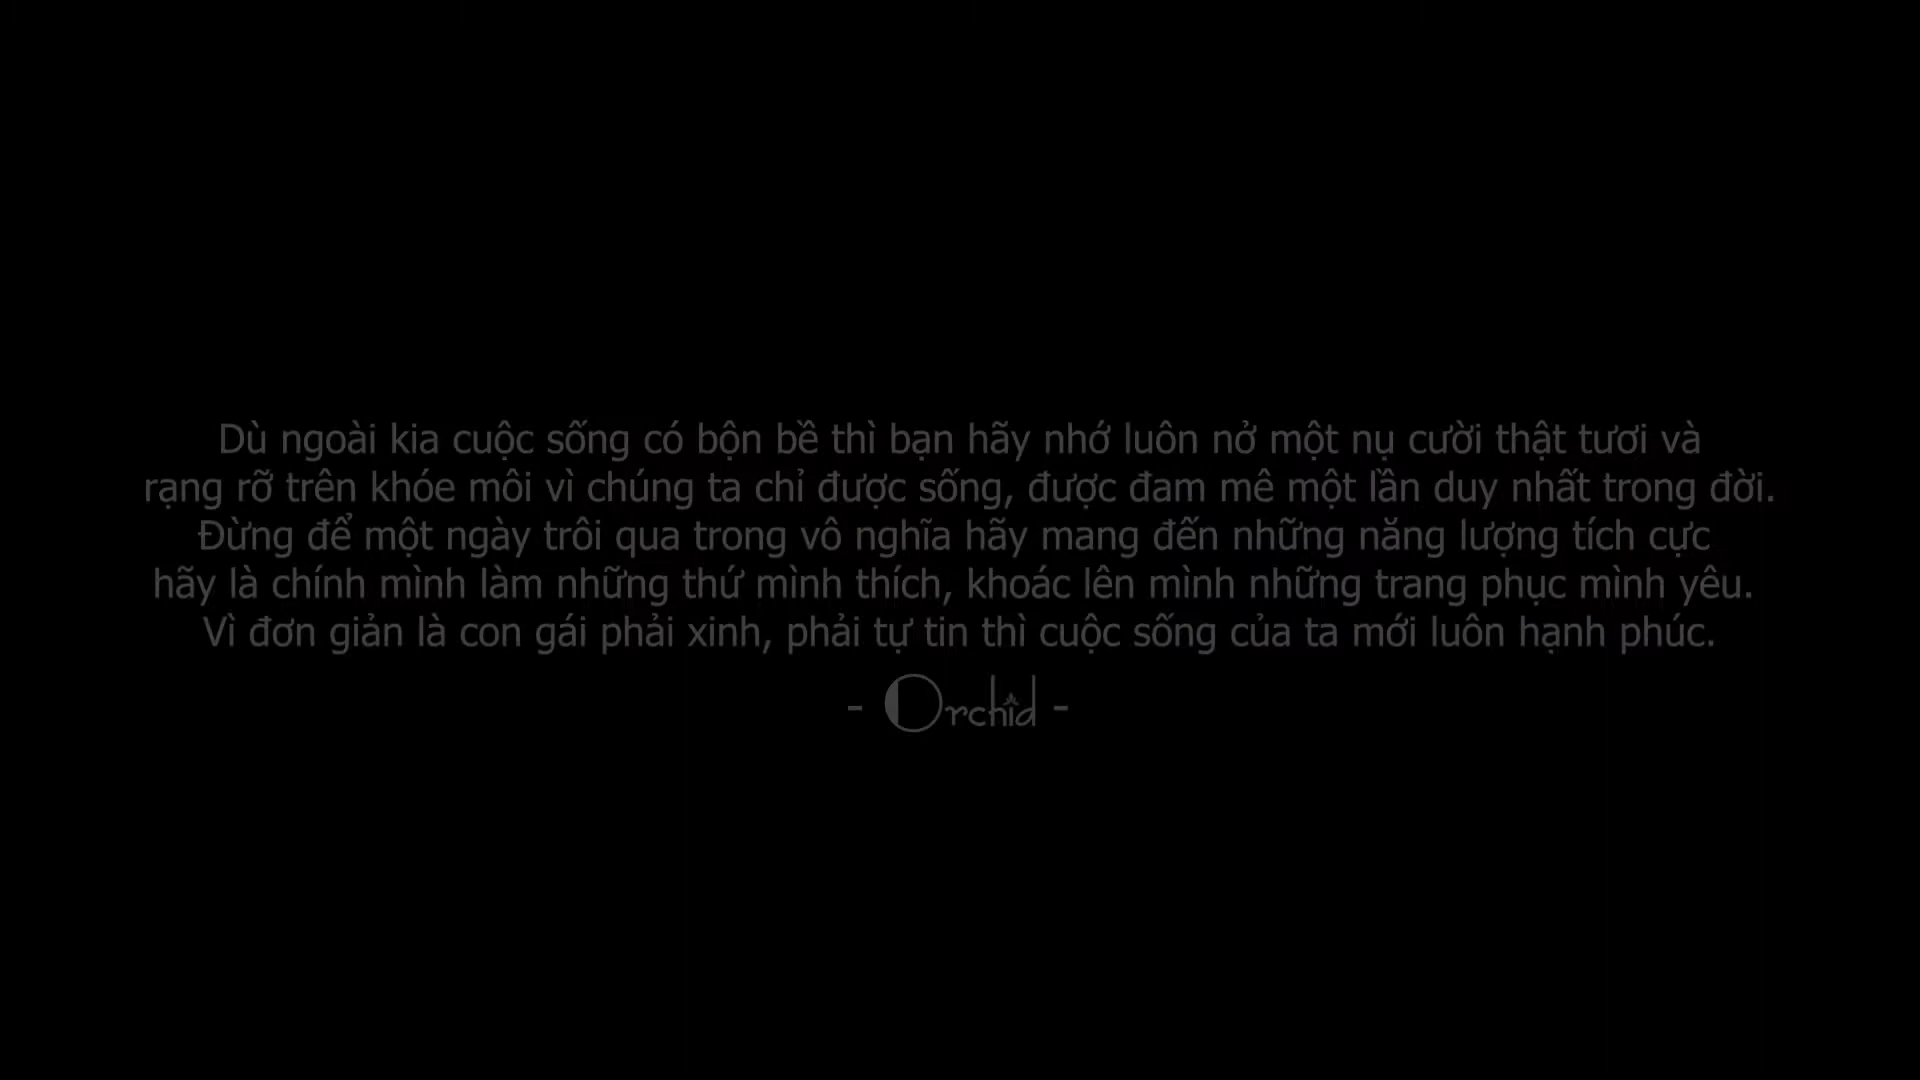 Dù ngoài kia cuộc sống có bộn bề thì bạn hãy nhớ luôn nở một nụ cười thật tươi và
rạng rỡ trên khóe môi vì chúng ta chỉ được sống, được đam mê một lần duy nhất trong đời.
Đừng để một ngày trôi qua trong vô nghĩa hãy mang đến những năng lượng tích cực
hãy là chính mình làm những thứ mình thích, khoác lên mình những trang phục mình yêu.
Vì đơn giản là con gái phải xinh, phải tự tin thì cuộc sống của ta mới luôn hạnh phúc.
- Orchid -